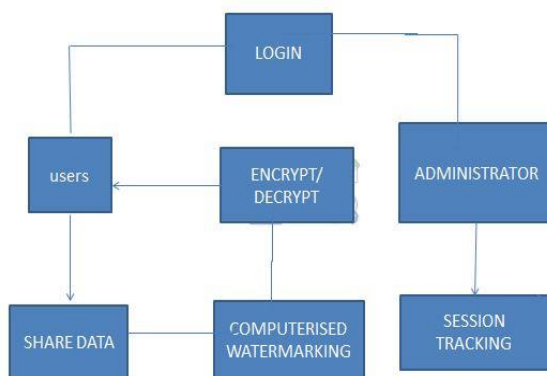 LOGIN
users
ENCRYPT/
DECRYPT
ADMINISTRATOR
SHARE DATA
COMPUTERISED
WATERMARKING
SESSION
TRACKING